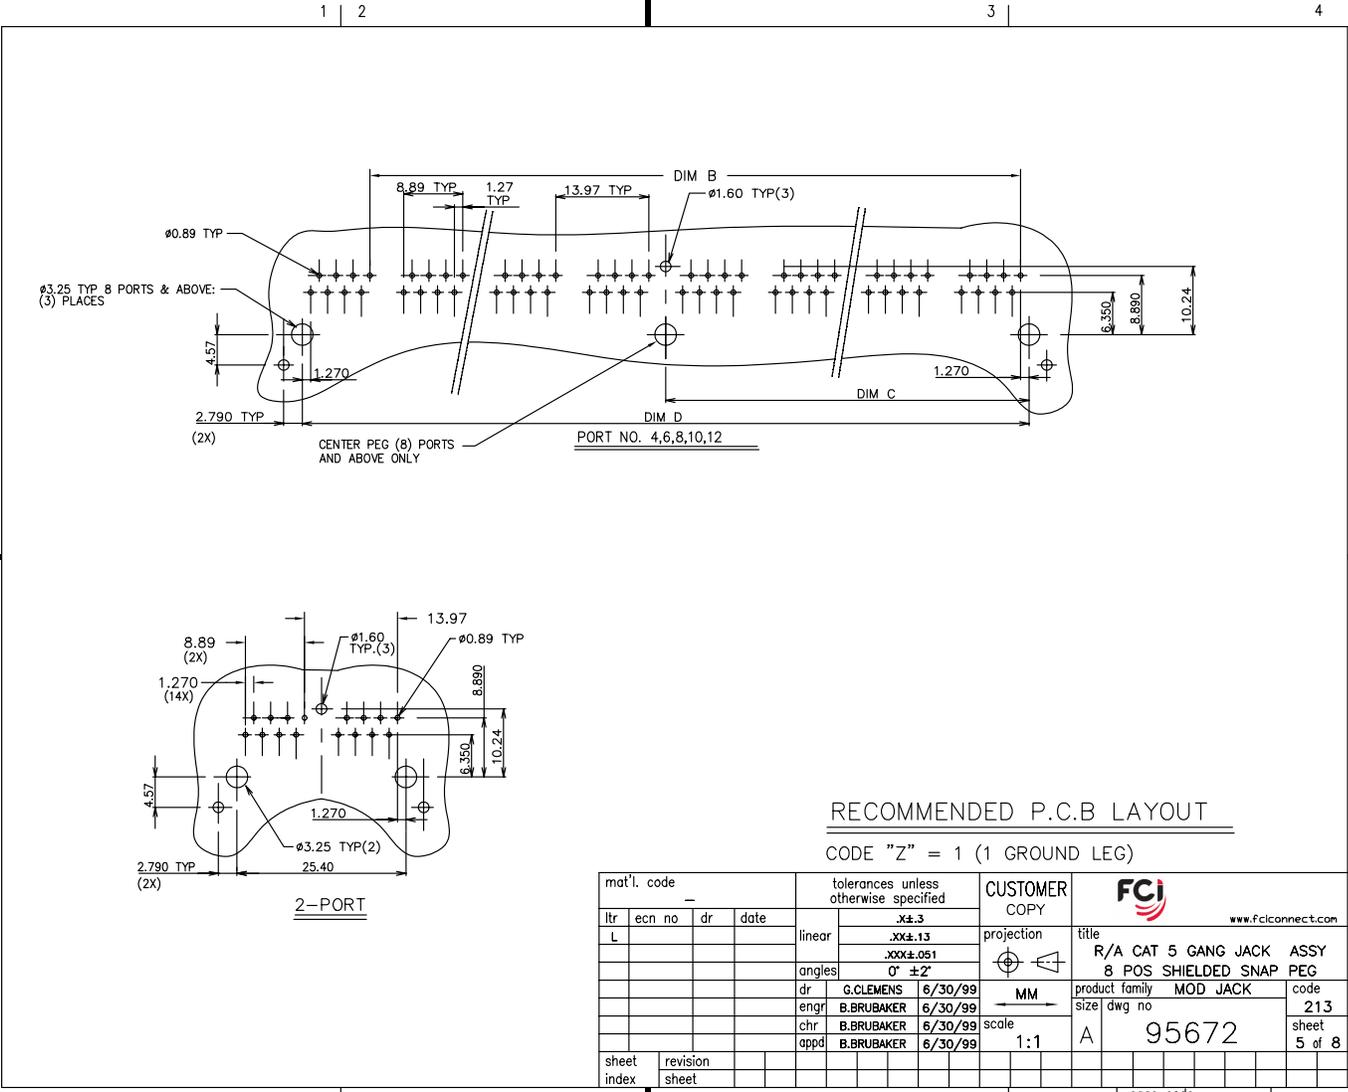 1 2 3 4
DIM B
8.89 TYP
1.27
TYP
13.97 TYP
ø1.60 TYP(3)
ø0.89 TYP
ø3.25 TYP 8 PORTS & ABOVE:
(3) PLACES
6.350
8.890
10.24
4.57
1.270
1.270
DIM C
2.790 TYP
(2X)
DIM D
CENTER PEG (8) PORTS
AND ABOVE ONLY
PORT NO. 4,6,8,10,12
13.97
8.89
(2X)
ø1.60
TYP.(3)
ø0.89 TYP
1.270
(14X)
8.890
6.350
10.24
4.57
1.270
ø3.25 TYP(2)
2.790 TYP
(2X)
25.40
2-PORT
RECOMMENDED P.C.B LAYOUT
CODE "Z" = 1 (1 GROUND LEG)
mat'l. code
–
tolerances unless
otherwise specified
CUSTOMER
COPY
FCI
www.fciconnect.com
ltr ecn no dr date
L
linear
.X±.3
.XX±.13
.XXX±.051
angles 0° ±2°
projection
title
R/A CAT 5 GANG JACK ASSY
8 POS SHIELDED SNAP PEG
dr G.CLEMENS 6/30/99
engr B.BRUBAKER 6/30/99
chr B.BRUBAKER 6/30/99
appd B.BRUBAKER 6/30/99
MM
scale
1:1
product family MOD JACK
code
213
size dwg no
A 95672
sheet
5 of 8
sheet
index
revision
sheet